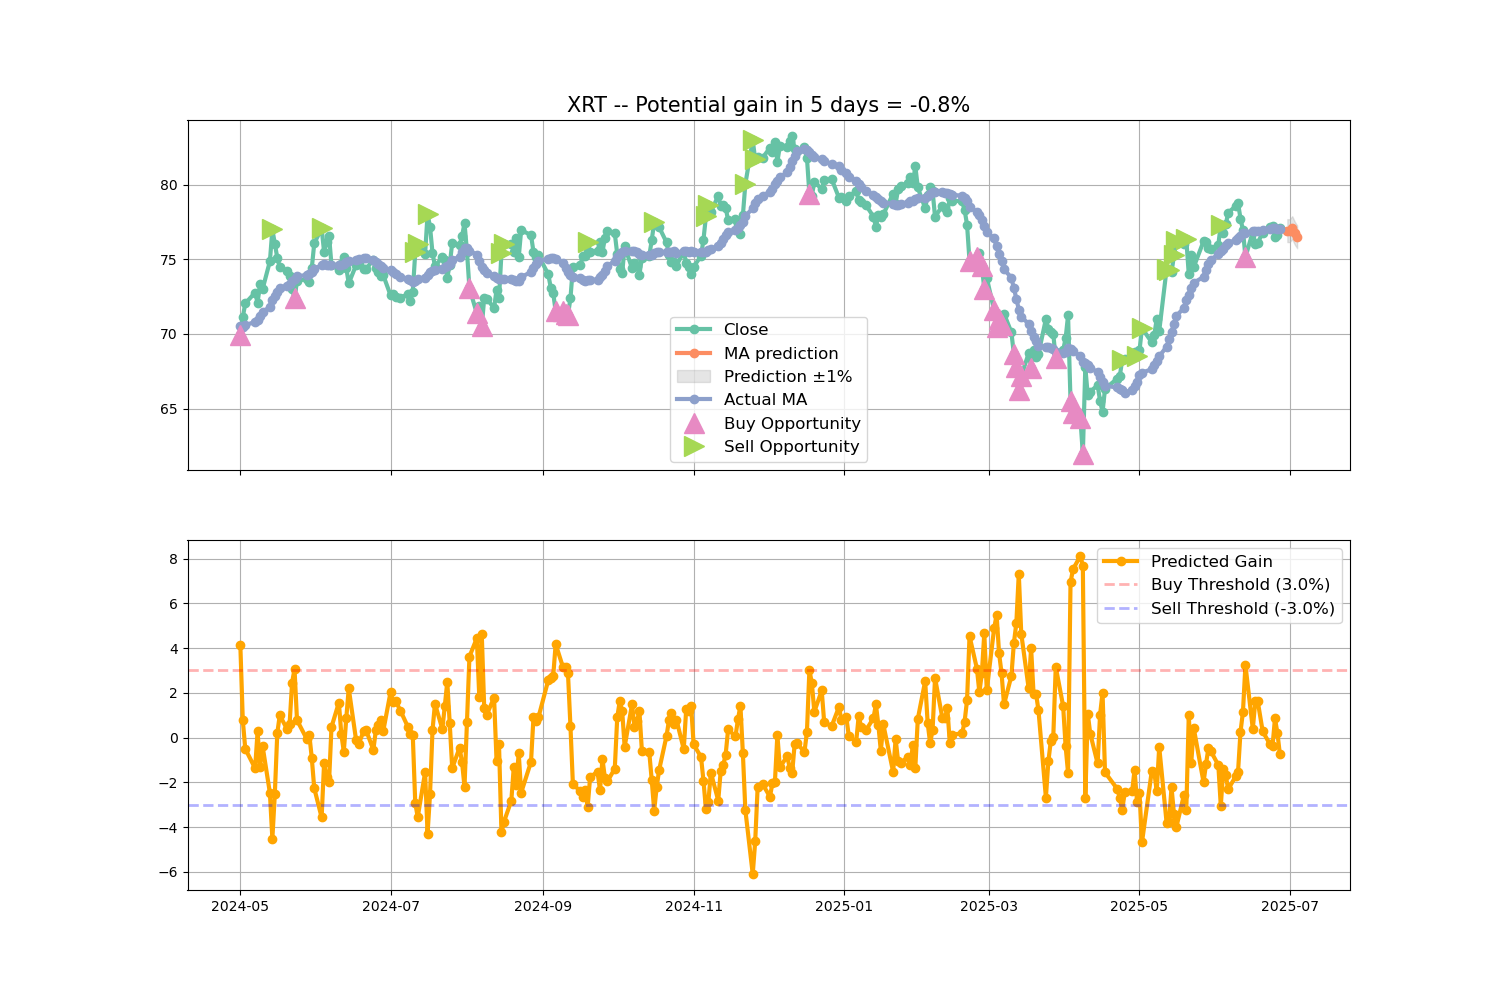 XRT -- Potential gain in 5 days = -0.8%
80
75
70
65
Close
MA prediction
Prediction ±1%
Actual MA
Buy Opportunity
Sell Opportunity
8
6
4
2
0
−2
−4
−6
Predicted Gain
Buy Threshold (3.0%)
Sell Threshold (-3.0%)
2024-05 2024-07 2024-09 2024-11 2025-01 2025-03 2025-05 2025-07